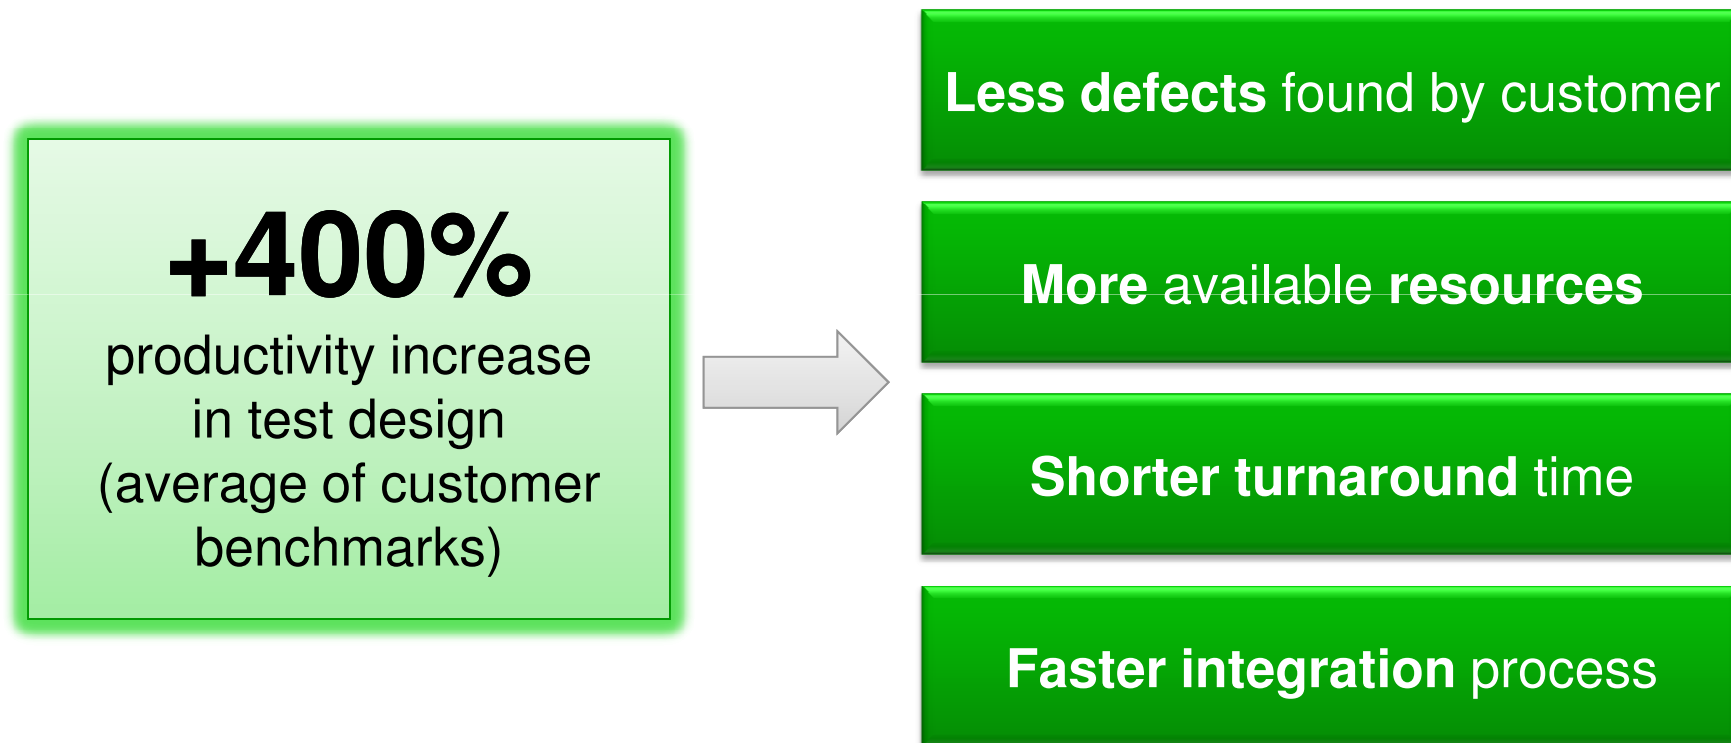 +400%
productivity increase
in test design
(average of customer
benchmarks)
Less defects found by customer
More available resources
Shorter turnaround time
Faster integration process